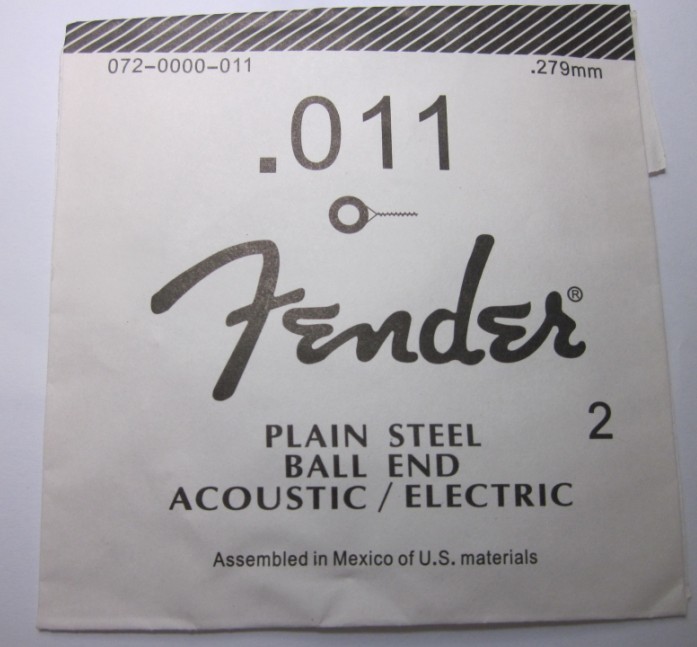 072-0000-011 .279mm
.011
Fender®
2
PLAIN STEEL
BALL END
ACOUSTIC / ELECTRIC
Assembled in Mexico of U.S. materials